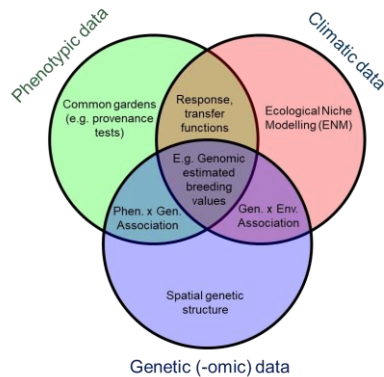 Phenotypic data
Climatic data
Common gardens
(e.g. provenance
tests)
Response,
transfer
functions
Ecological Niche
Modelling (ENM)
E.g. Genomic
estimated
breeding
values
Phen. x Gen.
Association
Gen. x Env.
Association
Spatial genetic
structure
Genetic (-omic) data